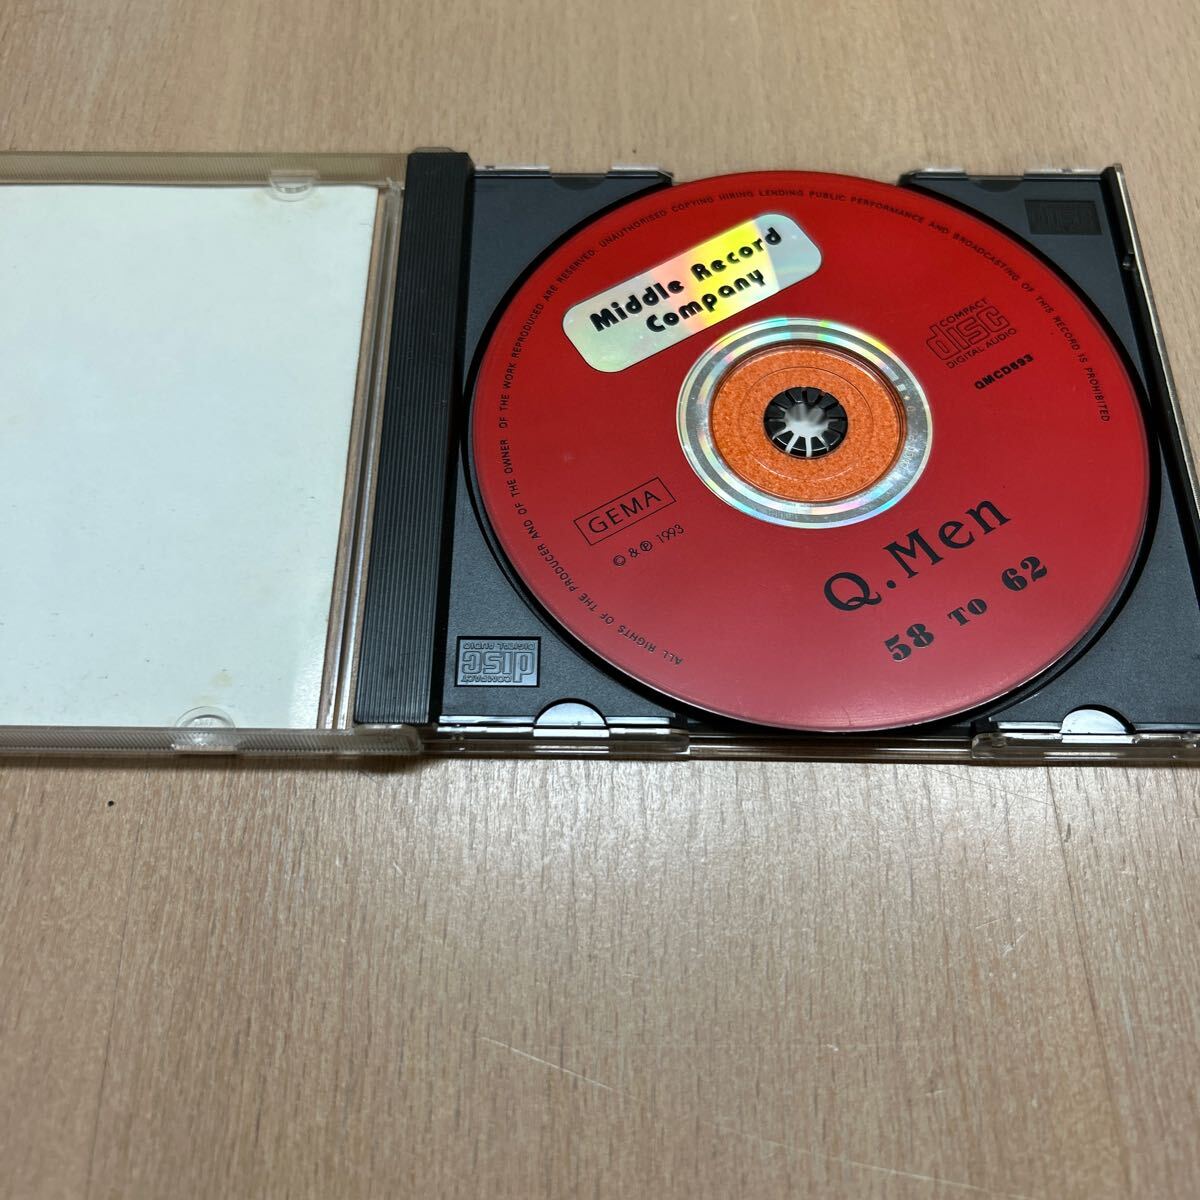 Middle Record
Company
COMPACT
disc
DIGITAL AUDIO
QMCD693
GEMA
© & ℗ 1993
Q.Men
58 TO 62
ALL RIGHTS OF THE PRODUCER AND OF THE OWNER OF THE WORK REPRODUCED ARE RESERVED. UNAUTHORISED COPYING HIRING LENDING PUBLIC PERFORMANCE AND BROADCASTING OF THIS RECORD IS PROHIBITED
COMPACT
disc
DIGITAL AUDIO